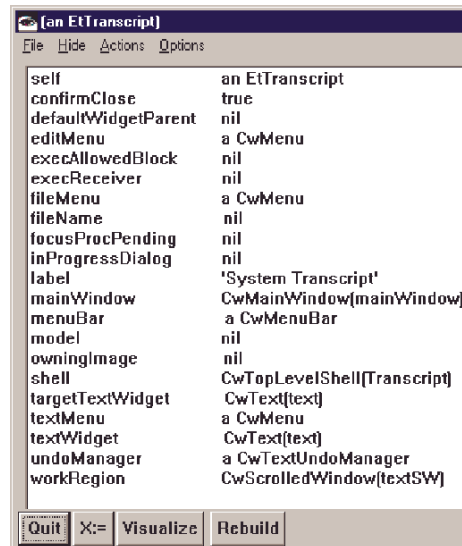 (an EtTranscript)
File Hide Actions Options
self an EtTranscript
confirmClose true
defaultWidgetParent nil
editMenu a CwMenu
execAllowedBlock nil
execReceiver nil
fileMenu a CwMenu
fileName nil
focusProcPending nil
inProgressDialog nil
label 'System Transcript'
mainWindow CwMainWindow(mainWindow)
menuBar a CwMenuBar
model nil
owningImage nil
shell CwTopLevelShell(Transcript)
targetTextWidget CwText(text)
textMenu a CwMenu
textWidget CwText(text)
undoManager a CwTextUndoManager
workRegion CwScrolledWindow(textSW)
Quit X:= Visualize Rebuild